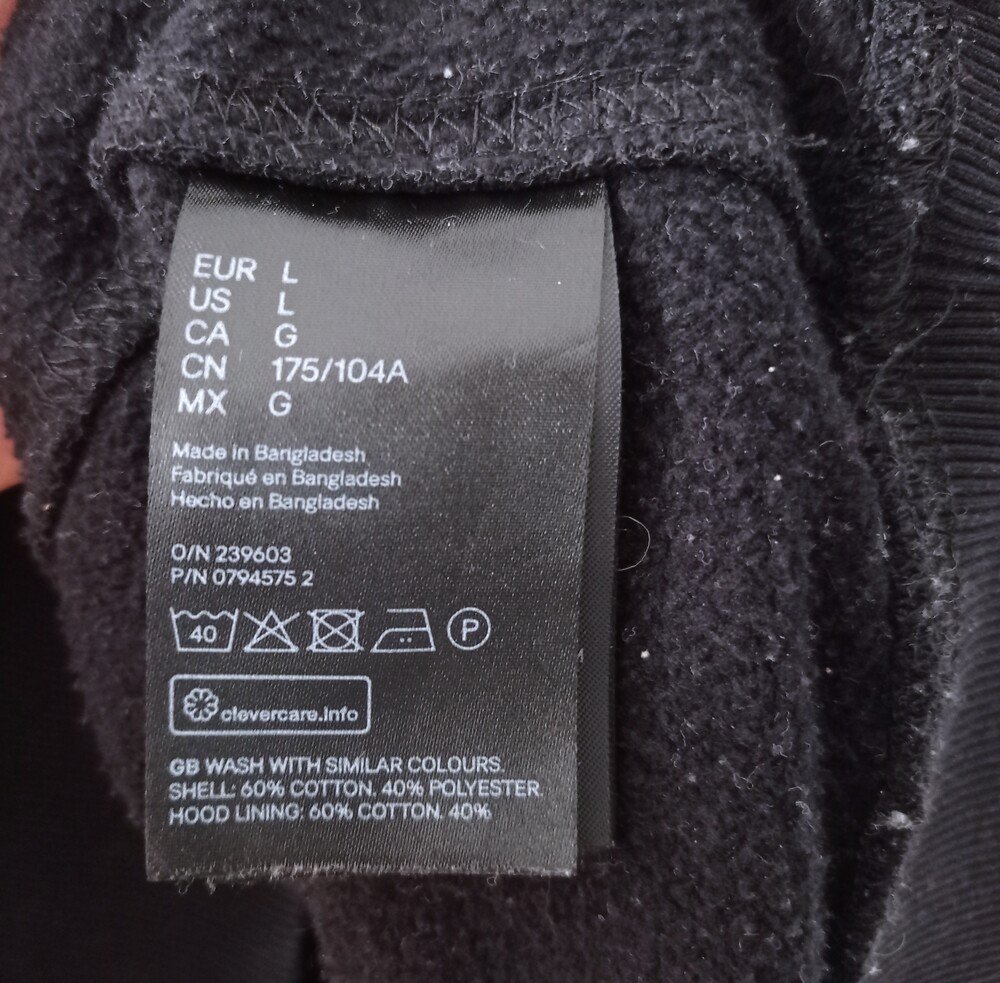 EUR L
US L
CA G
CN 175/104A
MX G
Made in Bangladesh
Fabriqué en Bangladesh
Hecho en Bangladesh
O/N 239603
P/N 0794575 2
40 P
clevercare.info
GB WASH WITH SIMILAR COLOURS.
SHELL: 60% COTTON. 40% POLYESTER.
HOOD LINING: 60% COTTON. 40%